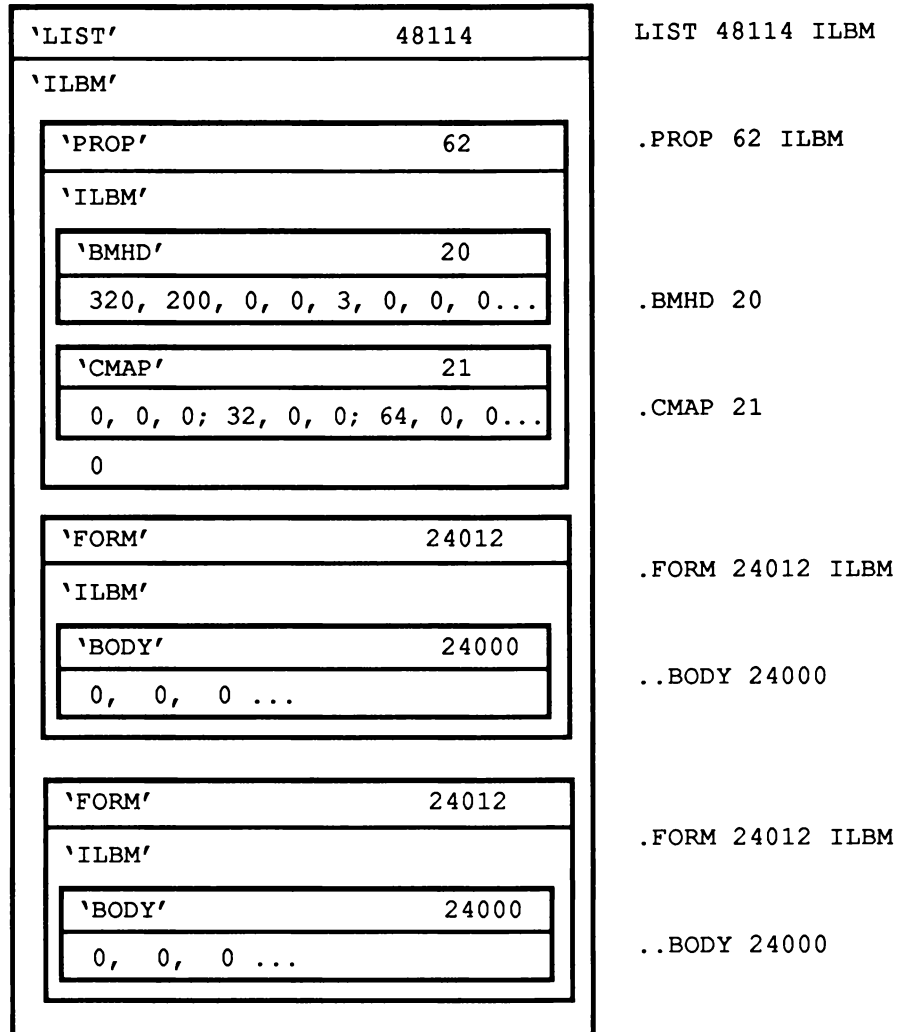 ‘LIST’ 48114 LIST 48114 ILBM
‘ILBM’
‘PROP’ 62 .PROP 62 ILBM
‘ILBM’
‘BMHD’ 20
320, 200, 0, 0, 3, 0, 0, 0... .BMHD 20
‘CMAP’ 21
0, 0, 0; 32, 0, 0; 64, 0, 0... .CMAP 21
0
‘FORM’ 24012
.FORM 24012 ILBM
‘ILBM’
‘BODY’ 24000
..BODY 24000
0, 0, 0 ...
‘FORM’ 24012
.FORM 24012 ILBM
‘ILBM’
‘BODY’ 24000
..BODY 24000
0, 0, 0 ...